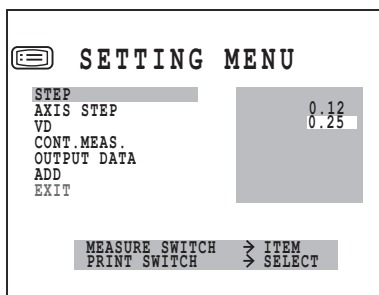 SETTING MENU
STEP
AXIS STEP
VD
CONT.MEAS.
OUTPUT DATA
ADD
EXIT
0.12
0.25
MEASURE SWITCH → ITEM
PRINT SWITCH → SELECT